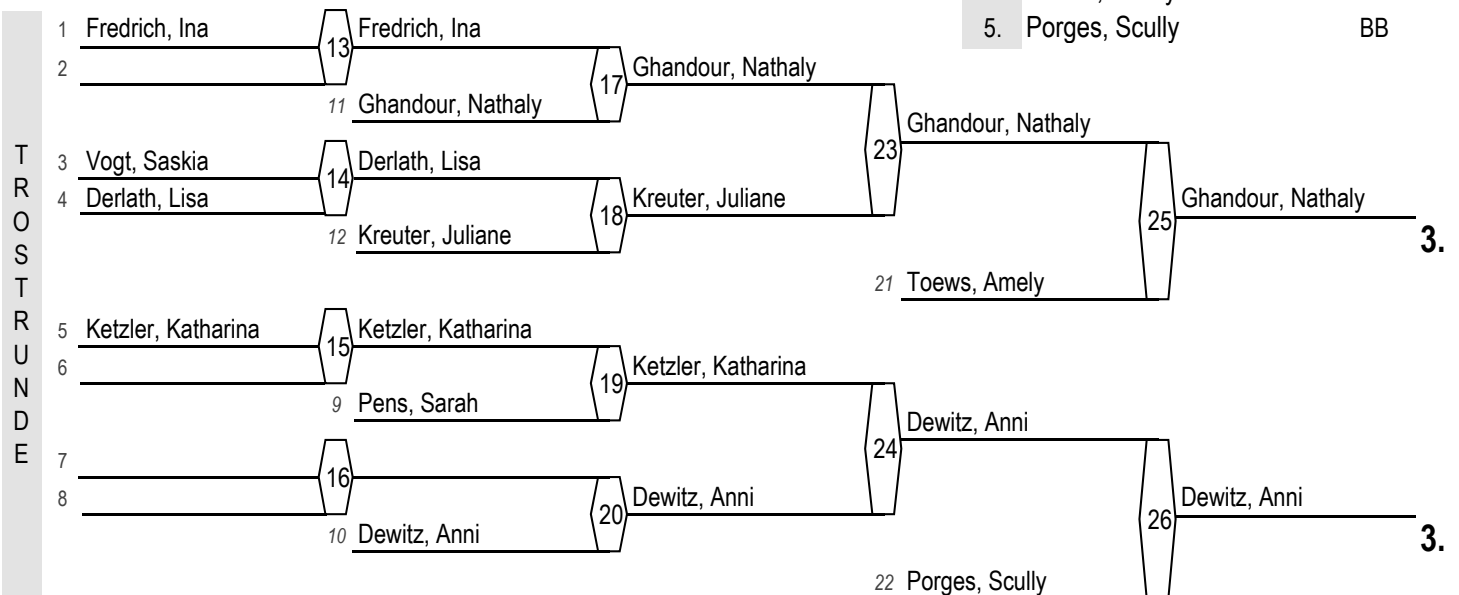 5. Porges, Scully BB
1 Fredrich, Ina 13 Fredrich, Ina
2
17 Ghandour, Nathaly
11 Ghandour, Nathaly
23 Ghandour, Nathaly
3 Vogt, Saskia 14 Derlath, Lisa
4 Derlath, Lisa
18 Kreuter, Juliane
12 Kreuter, Juliane
25 Ghandour, Nathaly
3.
21 Toews, Amely
5 Ketzler, Katharina 15 Ketzler, Katharina
6
19 Ketzler, Katharina
9 Pens, Sarah
24 Dewitz, Anni
7
16
8
20 Dewitz, Anni
10 Dewitz, Anni
26 Dewitz, Anni
3.
22 Porges, Scully
TROSTRUNDE